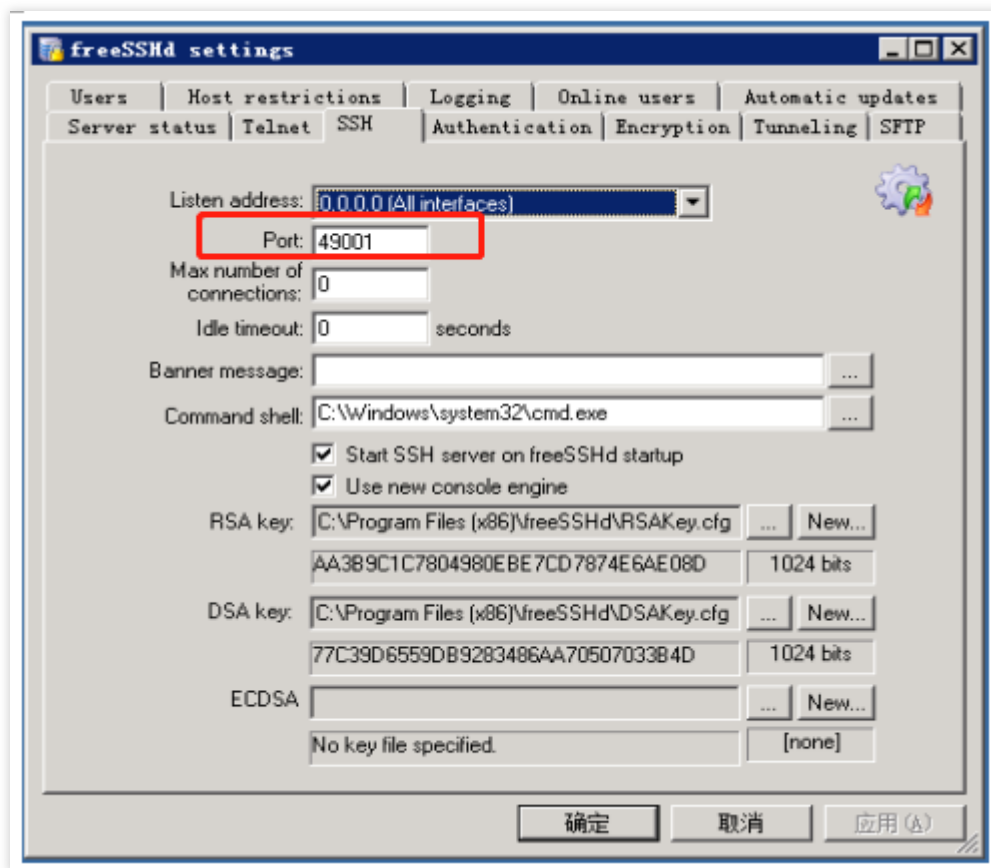 freeSSHd settings
Users Host restrictions Logging Online users Automatic updates
Server status Telnet SSH Authentication Encryption Tunneling SFTP
Listen address: 0.0.0.0 (All interfaces)
Port: 49001
Max number of
connections: 0
Idle timeout: 0 seconds
Banner message: ...
Command shell: C:\Windows\system32\cmd.exe ...
Start SSH server on freeSSHd startup
Use new console engine
RSA key: C:\Program Files (x86)\freeSSHd\RSAKey.cfg ... New...
AA3B9C1C7804980EBE7CD7874E6AE08D 1024 bits
DSA key: C:\Program Files (x86)\freeSSHd\DSAKey.cfg ... New...
77C39D6559DB9283486AA70507033B4D 1024 bits
ECDSA ... New...
No key file specified. [none]
确定 取消 应用(A)